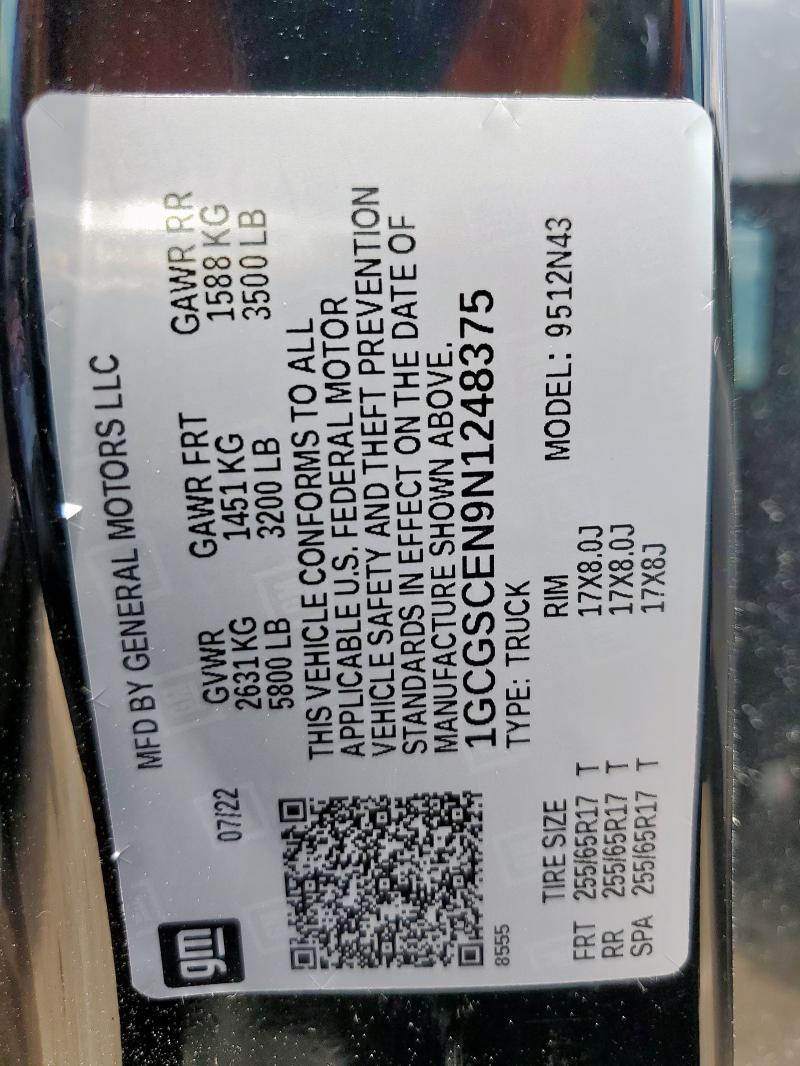 gm
MFD BY GENERAL MOTORS LLC
07/22
GVWR GAWR FRT GAWR RR
2631 KG 1451 KG 1588 KG
5800 LB 3200 LB 3500 LB
THIS VEHICLE CONFORMS TO ALL
APPLICABLE U.S. FEDERAL MOTOR
VEHICLE SAFETY AND THEFT PREVENTION
STANDARDS IN EFFECT ON THE DATE OF
MANUFACTURE SHOWN ABOVE.
1GCGSCEN9N1248375
8555
TYPE: TRUCK
TIRE SIZE RIM MODEL: 9512N43
FRT 255/65R17 T 17X8.0J
RR 255/65R17 T 17X8.0J
SPA 255/65R17 T 17X8J